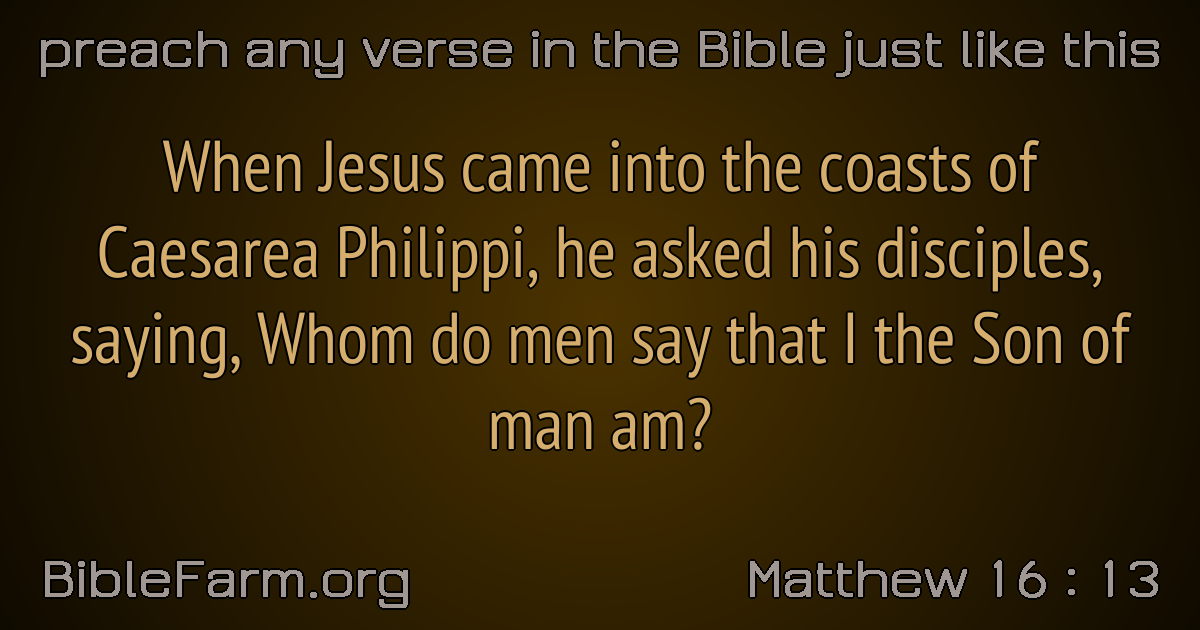 preach any verse in the Bible just like this
When Jesus came into the coasts of
Caesarea Philippi, he asked his disciples,
saying, Whom do men say that I the Son of
man am?
BibleFarm.org
Matthew 16 : 13